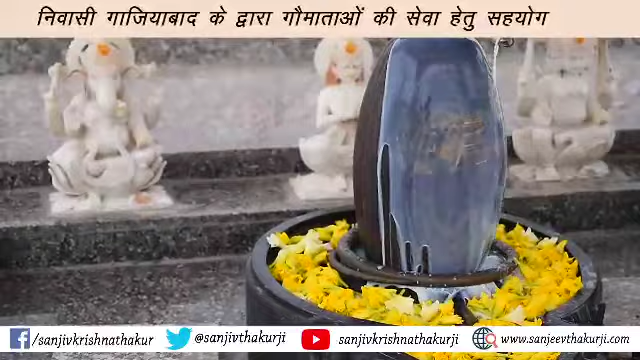 निवासी गाजियाबाद के द्वारा गौमाताओं की सेवा हेतु सहयोग
/sanjivkrishnathakur @sanjivthakurji sanjivkrishnathakurji www.sanjeevthakurji.com